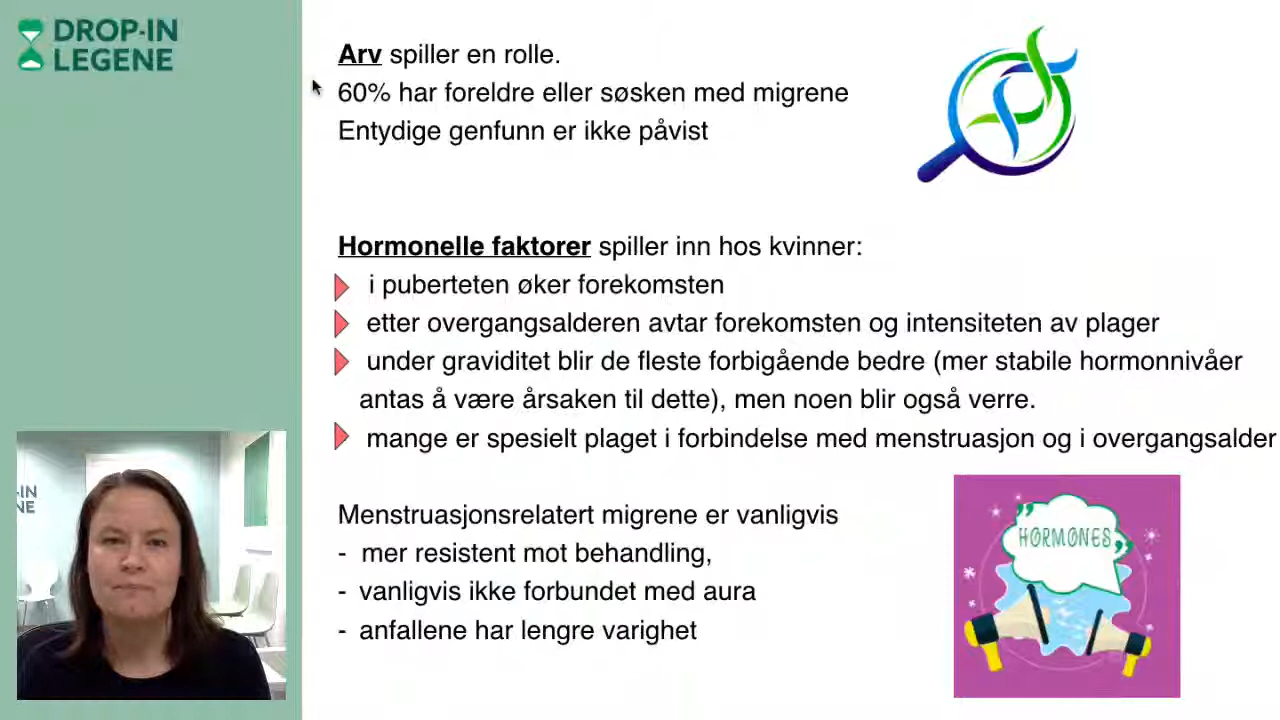 DROP-IN
LEGENE
Arv spiller en rolle.
60% har foreldre eller søsken med migrene
Entydige genfunn er ikke påvist
Hormonelle faktorer spiller inn hos kvinner:
i puberteten øker forekomsten
etter overgangsalderen avtar forekomsten og intensiteten av plager
under graviditet blir de fleste forbigående bedre (mer stabile hormonnivåer
antas å være årsaken til dette), men noen blir også verre.
mange er spesielt plaget i forbindelse med menstruasjon og i overgangsalder
Menstruasjonsrelatert migrene er vanligvis
- mer resistent mot behandling,
- vanligvis ikke forbundet med aura
- anfallene har lengre varighet
HORMONES
-IN
NE